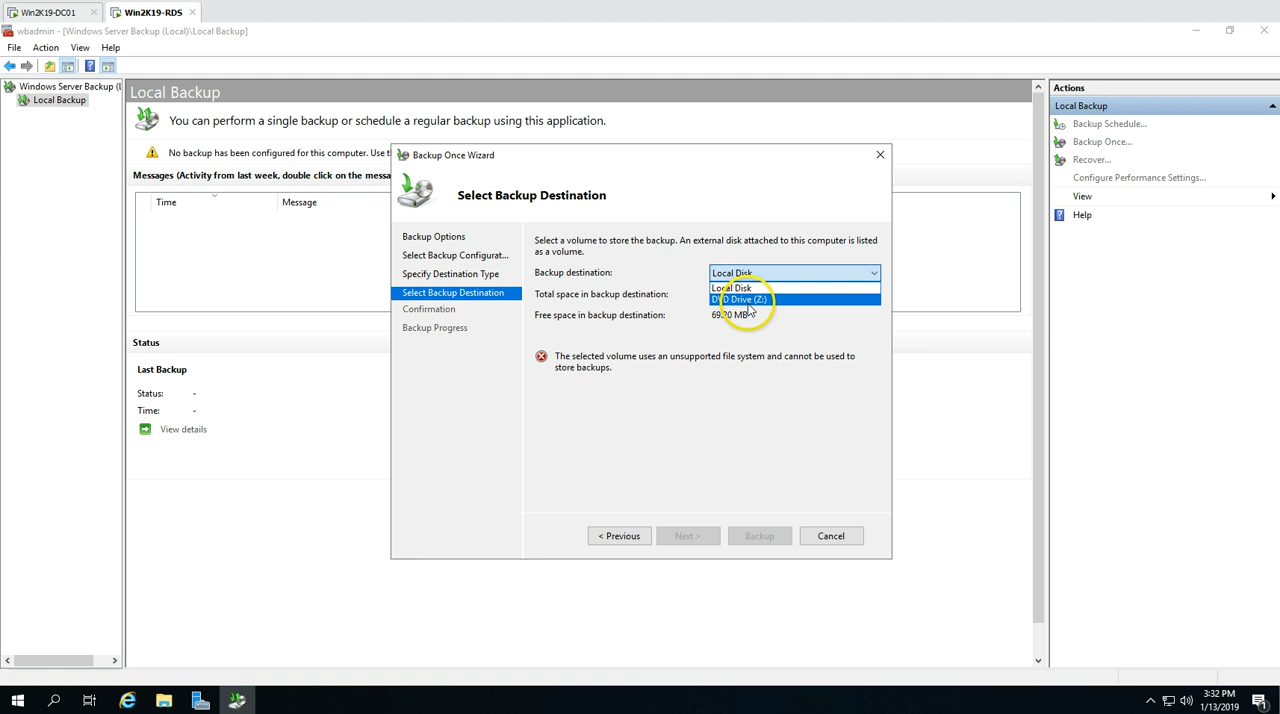 Win2K19-DC01
Win2K19-RDS
wbadmin - [Windows Server Backup (Local)\Local Backup]
File Action View Help
Windows Server Backup (L
Local Backup
Local Backup
You can perform a single backup or schedule a regular backup using this application.
No backup has been configured for this computer. Use t
Messages (Activity from last week, double click on the messa
Time
Message
Status
Last Backup
Status: -
Time: -
View details
Backup Once Wizard
Select Backup Destination
Backup Options
Select Backup Configurat...
Specify Destination Type
Select Backup Destination
Confirmation
Backup Progress
Select a volume to store the backup. An external disk attached to this computer is listed
as a volume.
Backup destination: Local Disk
Local Disk
DVD Drive (Z:)
Total space in backup destination:
Free space in backup destination: 69.20 MB
The selected volume uses an unsupported file system and cannot be used to
store backups.
< Previous
Next >
Backup
Cancel
Actions
Local Backup
Backup Schedule...
Backup Once...
Recover...
Configure Performance Settings...
View
Help
3:32 PM
1/13/2019
1